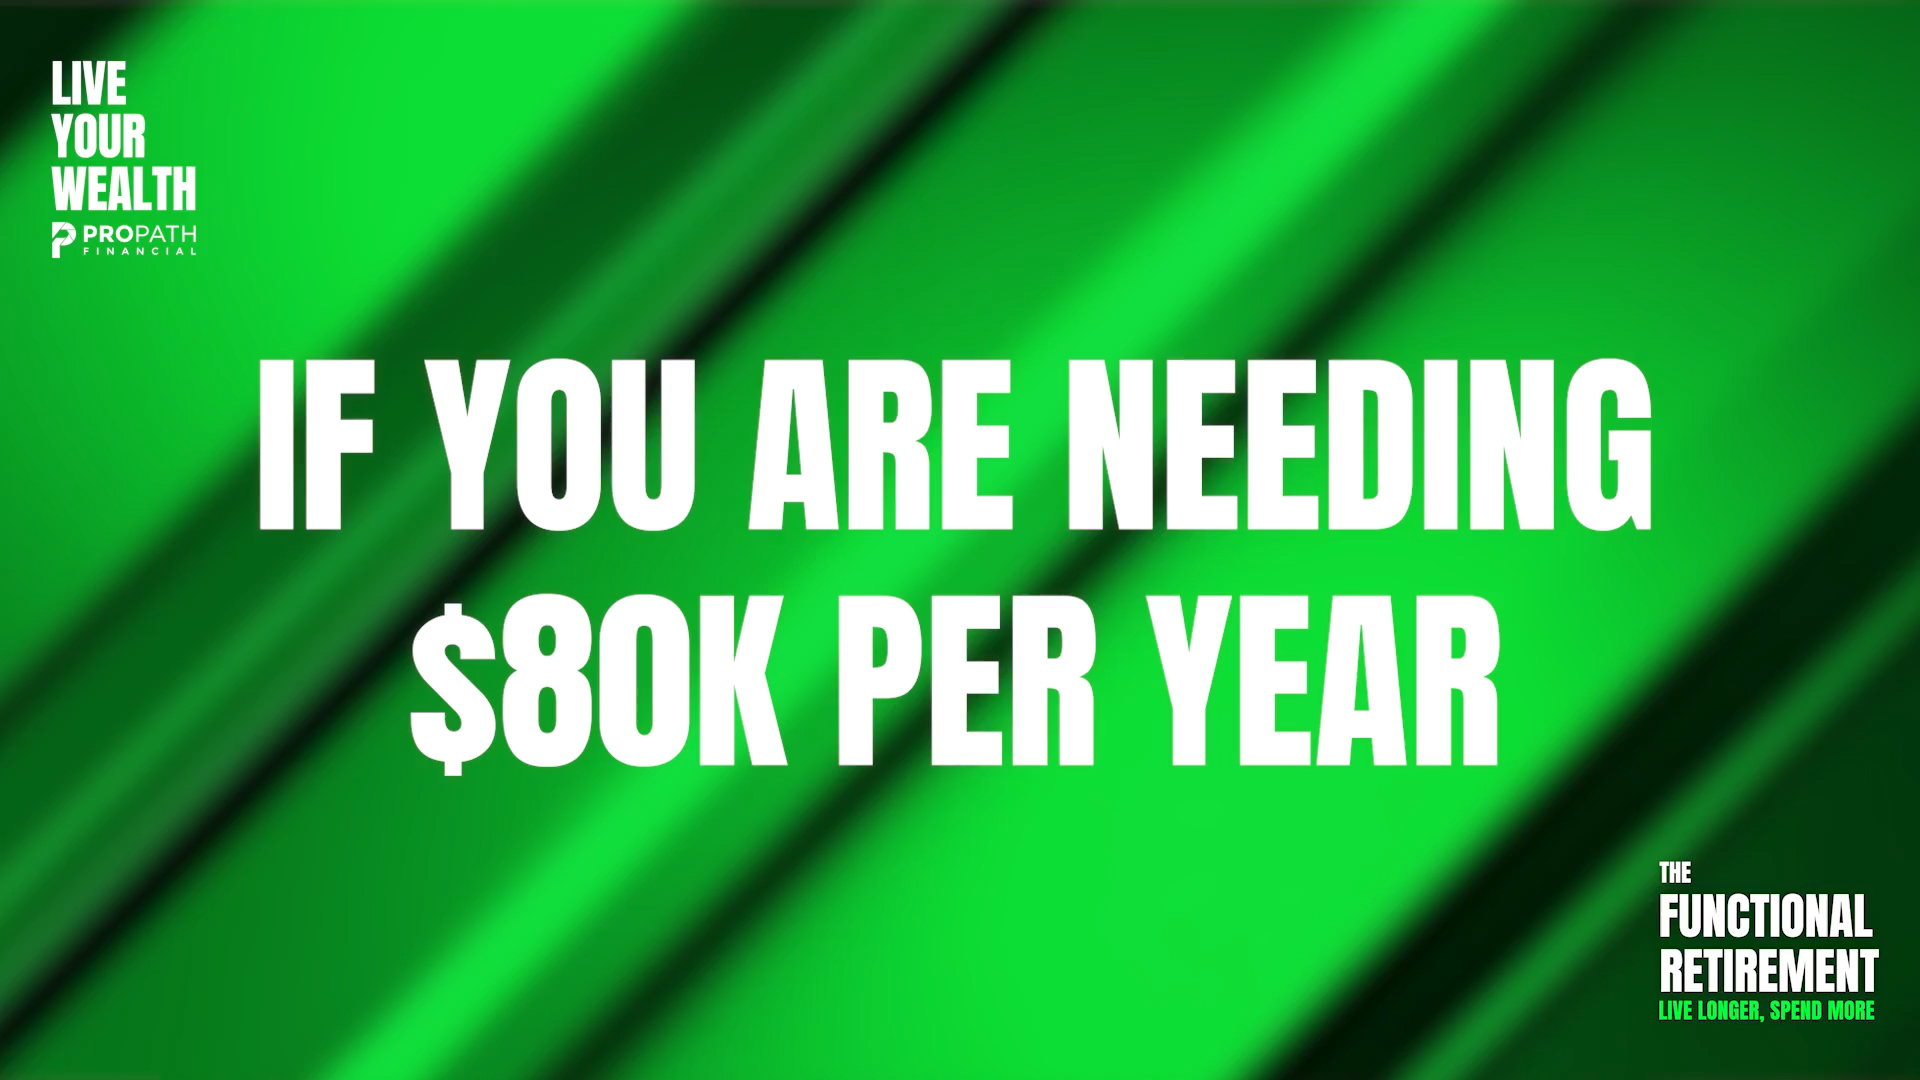 LIVE
YOUR
WEALTH
PROPATH
FINANCIAL
IF YOU ARE NEEDING
$80K PER YEAR
THE
FUNCTIONAL
RETIREMENT
LIVE LONGER, SPEND MORE